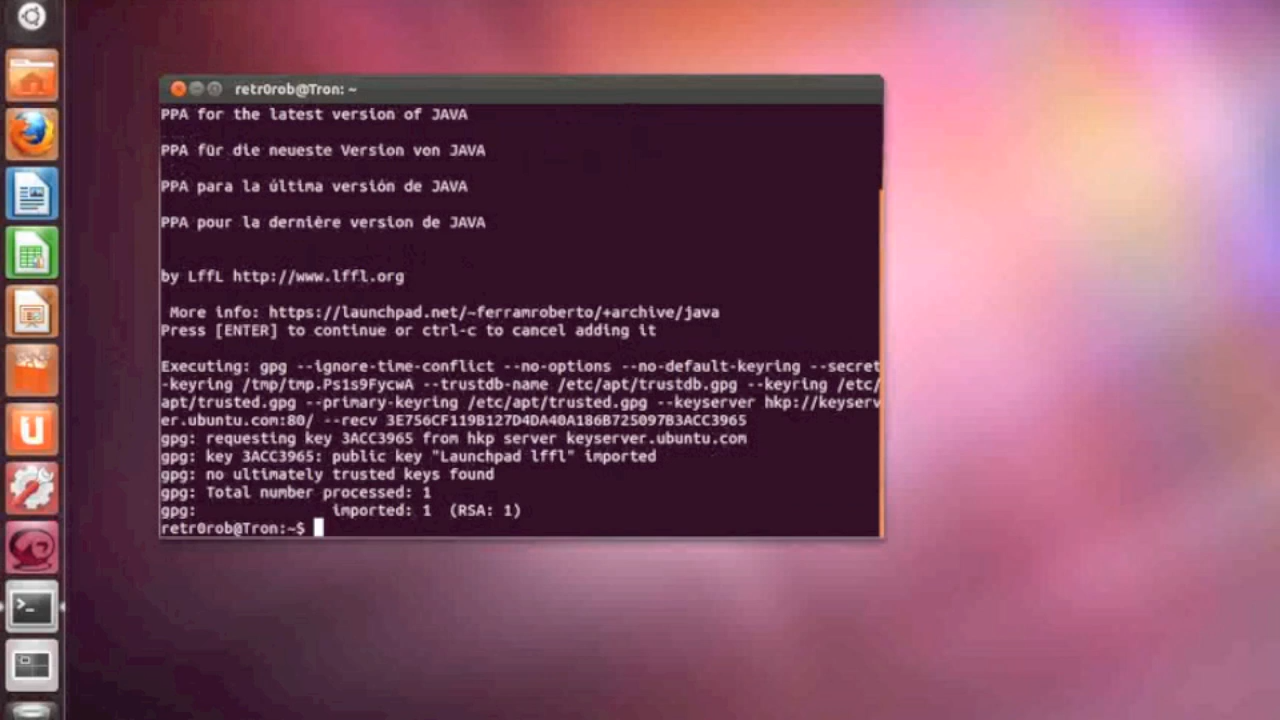 retr0rob@Tron: ~
PPA for the latest version of JAVA
PPA für die neueste Version von JAVA
PPA para la última versión de JAVA
PPA pour la dernière version de JAVA
by LffL http://www.lffl.org
More info: https://launchpad.net/~ferramroberto/+archive/java
Press [ENTER] to continue or ctrl-c to cancel adding it
Executing: gpg --ignore-time-conflict --no-options --no-default-keyring --secret
-keyring /tmp/tmp.Ps1s9FycwA --trustdb-name /etc/apt/trustdb.gpg --keyring /etc/
apt/trusted.gpg --primary-keyring /etc/apt/trusted.gpg --keyserver hkp://keyserv
er.ubuntu.com:80/ --recv 3E756CF119B127D4DA40A186B725097B3ACC3965
gpg: requesting key 3ACC3965 from hkp server keyserver.ubuntu.com
gpg: key 3ACC3965: public key "Launchpad lffl" imported
gpg: no ultimately trusted keys found
gpg: Total number processed: 1
gpg: imported: 1 (RSA: 1)
retr0rob@Tron:~$